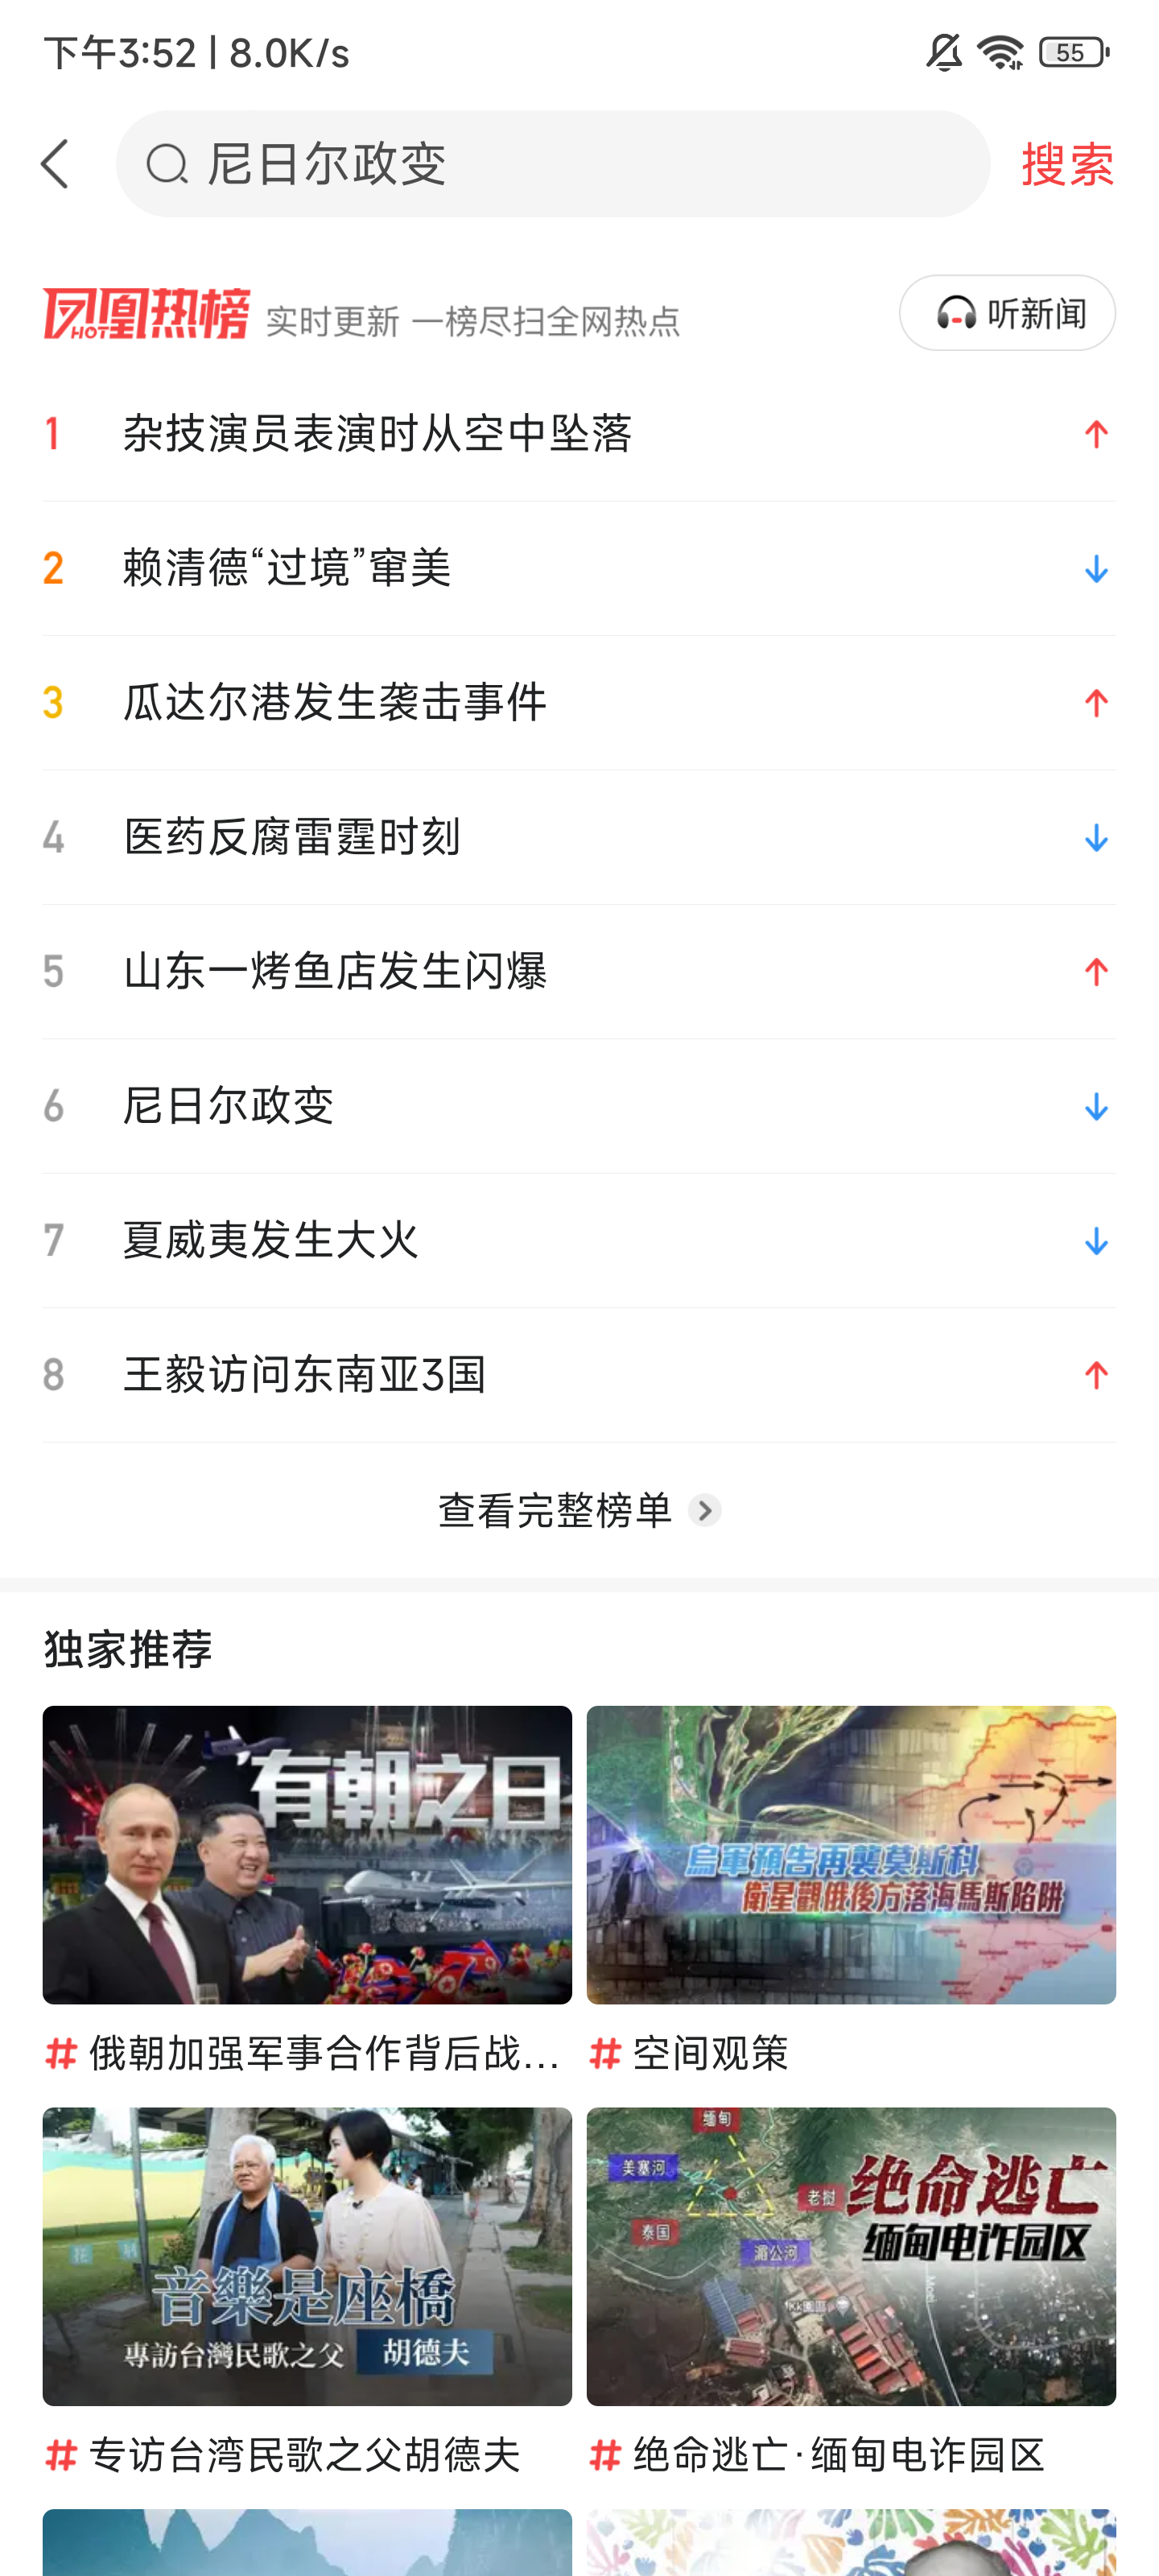 下午3:52 | 8.0K/s
55
尼日尔政变
搜索
凤凰热榜
HOT
实时更新 一榜尽扫全网热点
听新闻
1 杂技演员表演时从空中坠落
2 赖清德“过境”窜美
3 瓜达尔港发生袭击事件
4 医药反腐雷霆时刻
5 山东一烤鱼店发生闪爆
6 尼日尔政变
7 夏威夷发生大火
8 王毅访问东南亚3国
查看完整榜单
独家推荐
有朝之日
烏軍預告再襲莫斯科
衛星觀俄後方落海馬斯陷阱
# 俄朝加强军事合作背后战...
# 空间观策
音樂是座橋
專訪台灣民歌之父 胡德夫
缅甸
美塞河
老挝
泰国
湄公河
绝命逃亡
缅甸电诈园区
# 专访台湾民歌之父胡德夫
# 绝命逃亡·缅甸电诈园区